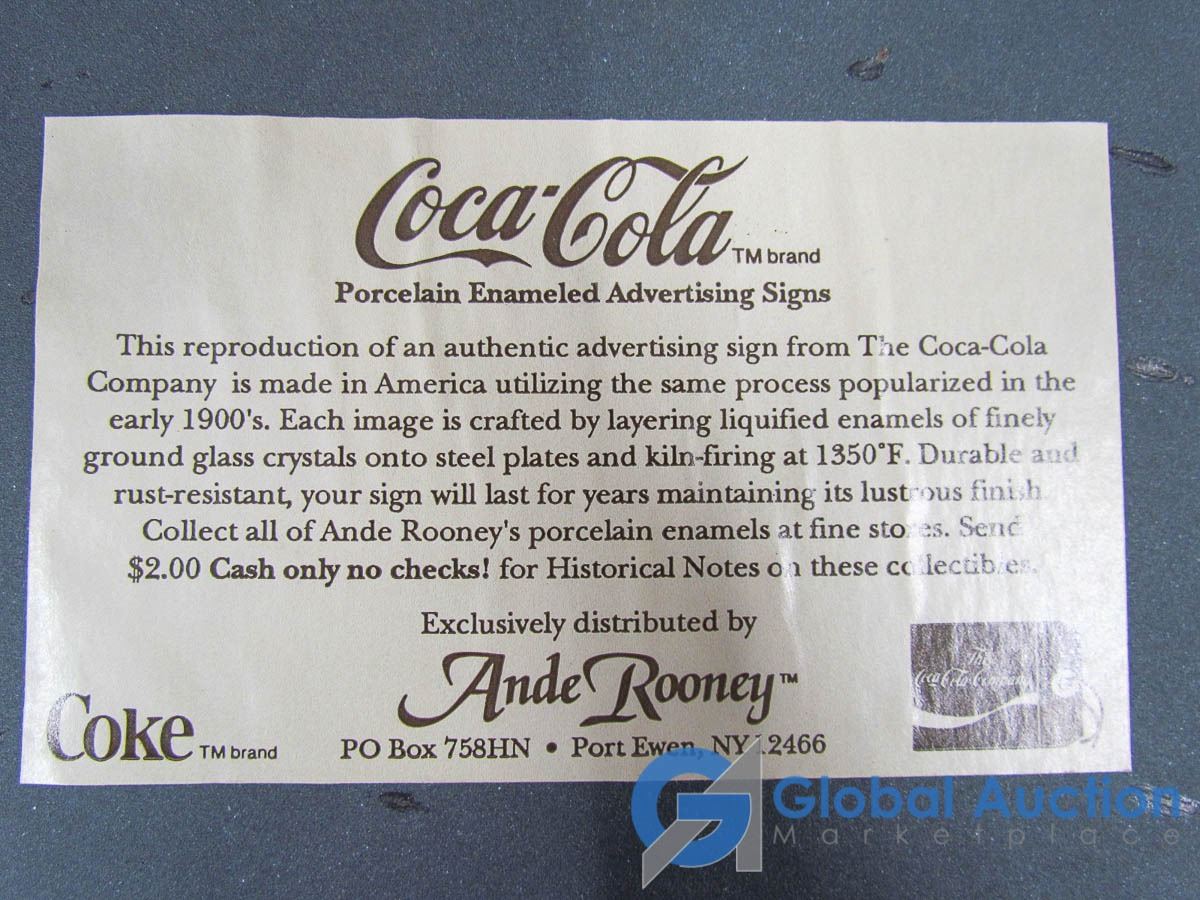 Coca-Cola TM brand
Porcelain Enameled Advertising Signs
This reproduction of an authentic advertising sign from The Coca-Cola
Company is made in America utilizing the same process popularized in the
early 1900's. Each image is crafted by layering liquified enamels of finely
ground glass crystals onto steel plates and kiln-firing at 1350°F. Durable and
rust-resistant, your sign will last for years maintaining its lustrous finish.
Collect all of Ande Rooney's porcelain enamels at fine stores. Send
$2.00 Cash only no checks! for Historical Notes on these collectibles.
Exclusively distributed by
Ande Rooney™
PO Box 758HN • Port Ewen, NY 12466
Coke TM brand
The
Coca-Cola Company
Global Auction
Marketplace